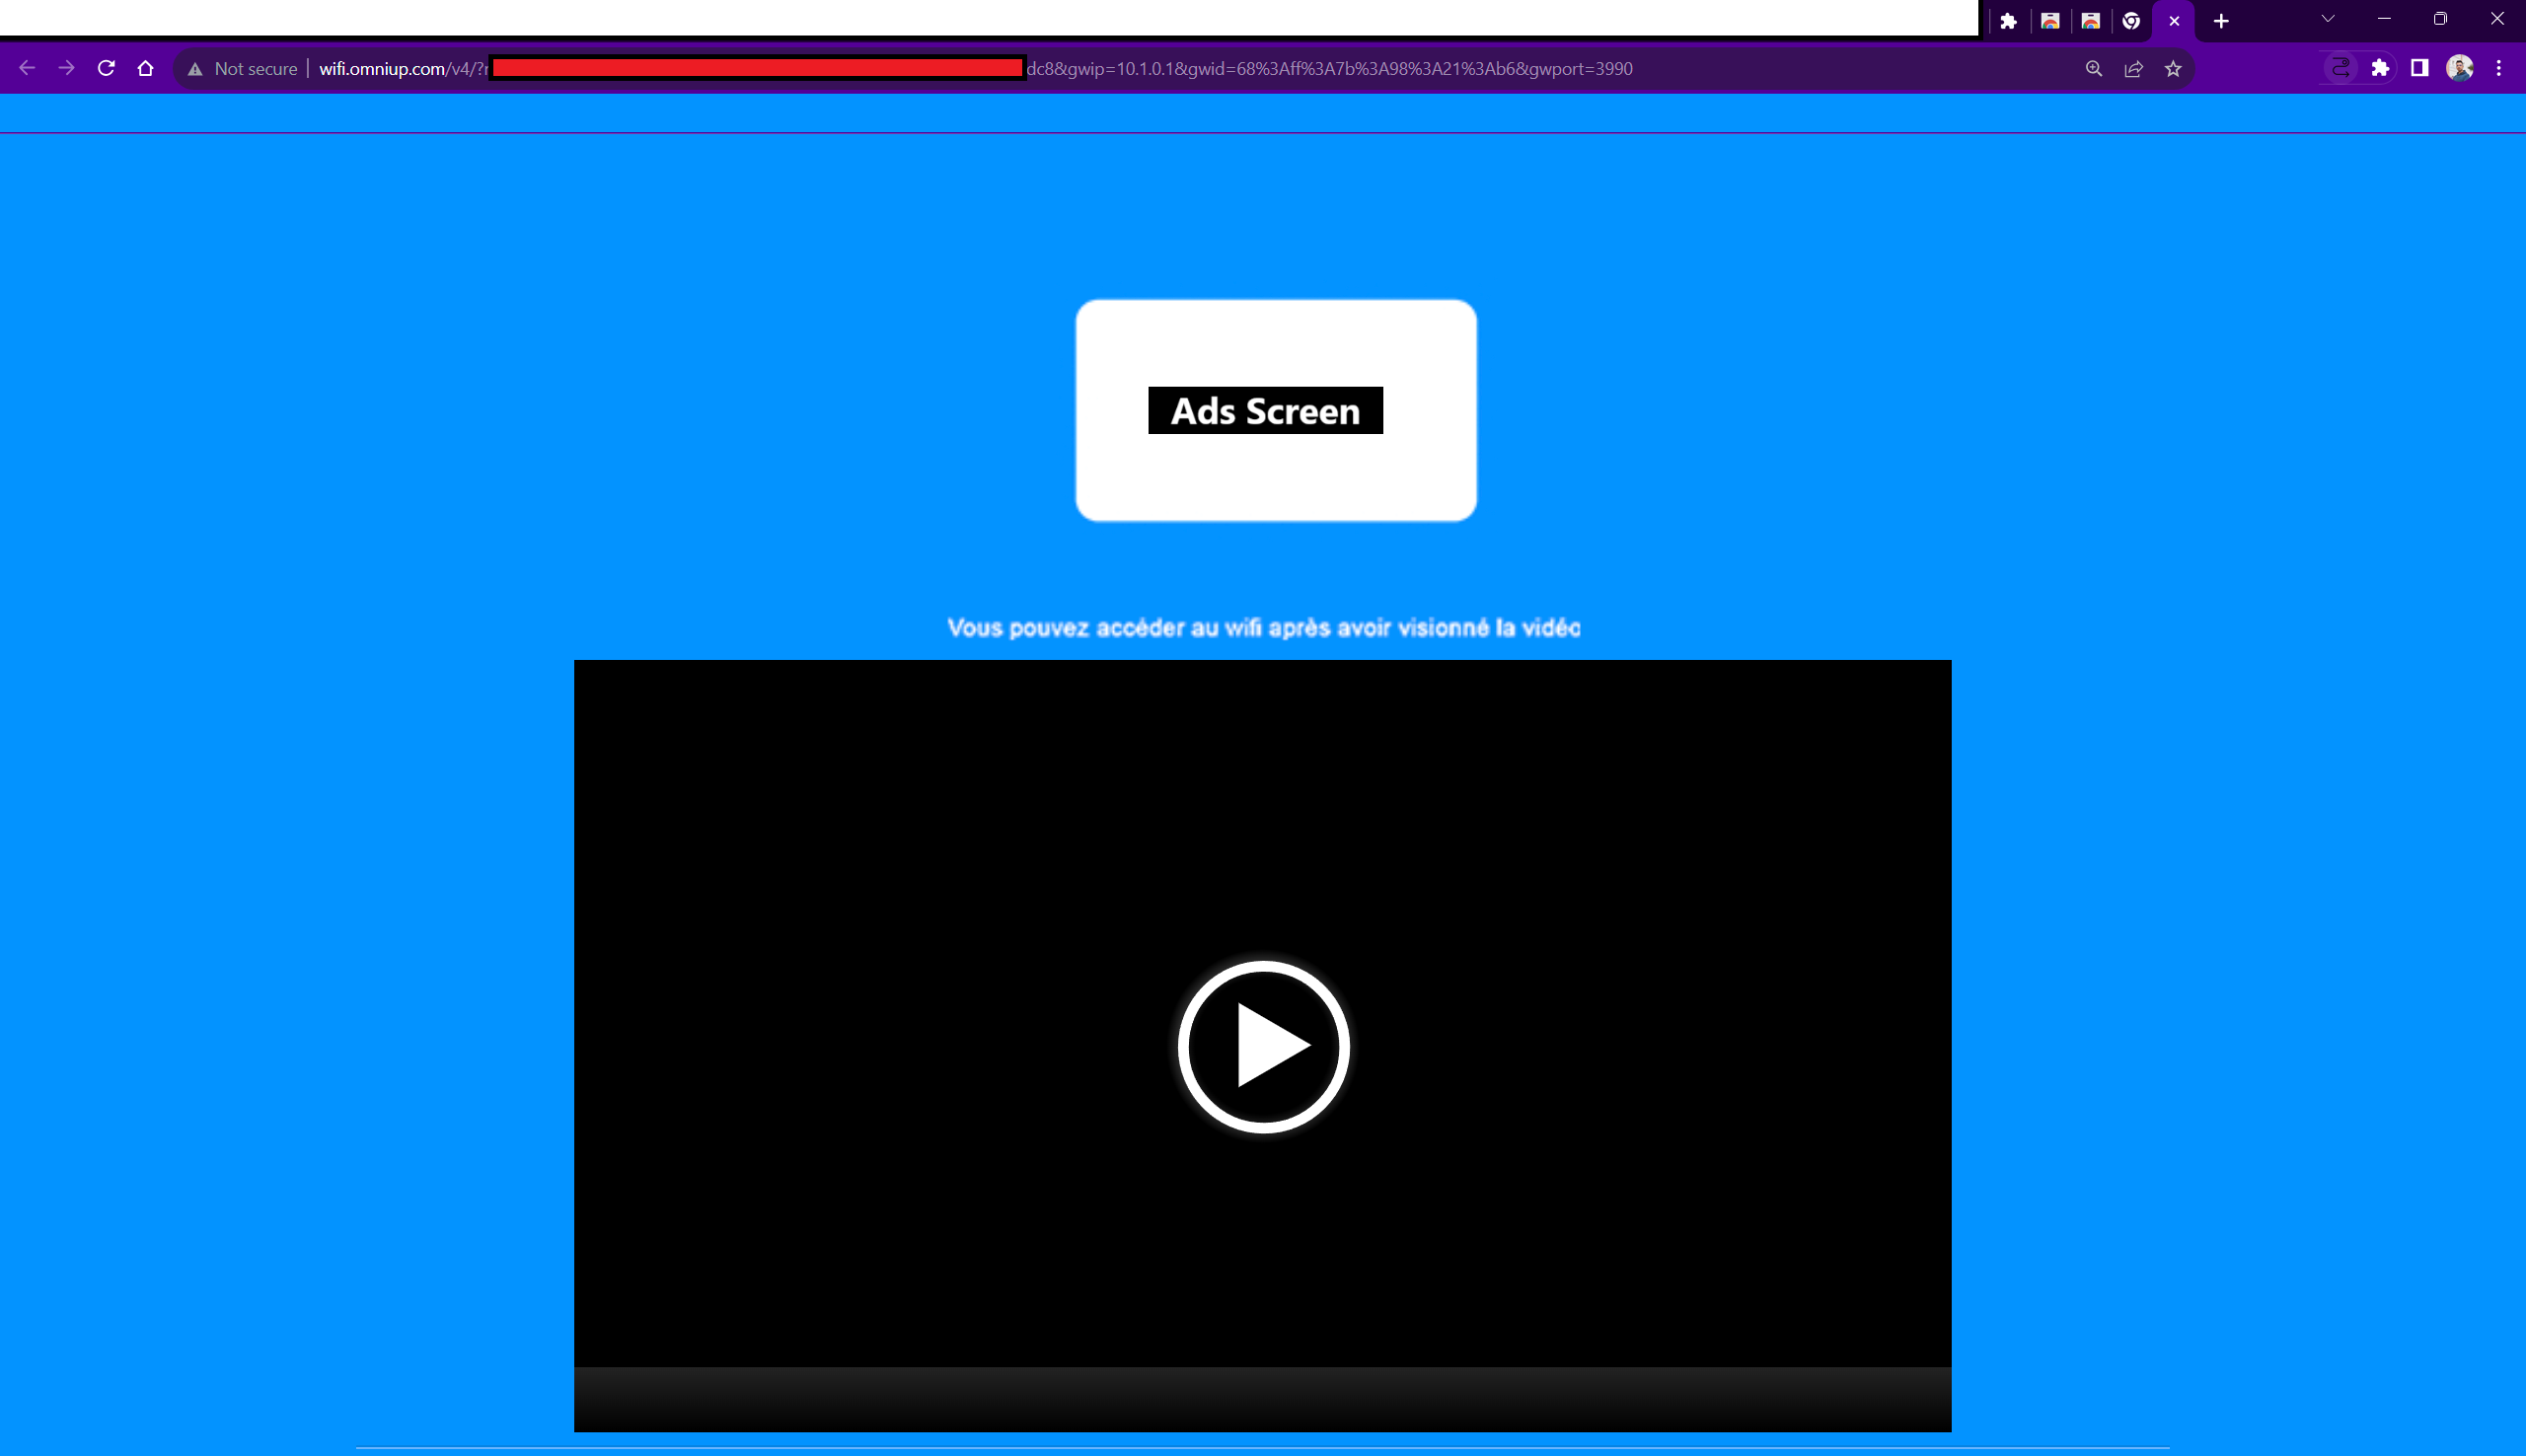 Not secure | wifi.omniup.com/v4/?r
dc8&gwip=10.1.0.1&gwid=68%3Aff%3A7b%3A98%3A21%3Ab6&gwport=3990
Ads Screen
Vous pouvez accéder au wifi après avoir visionné la vidéo